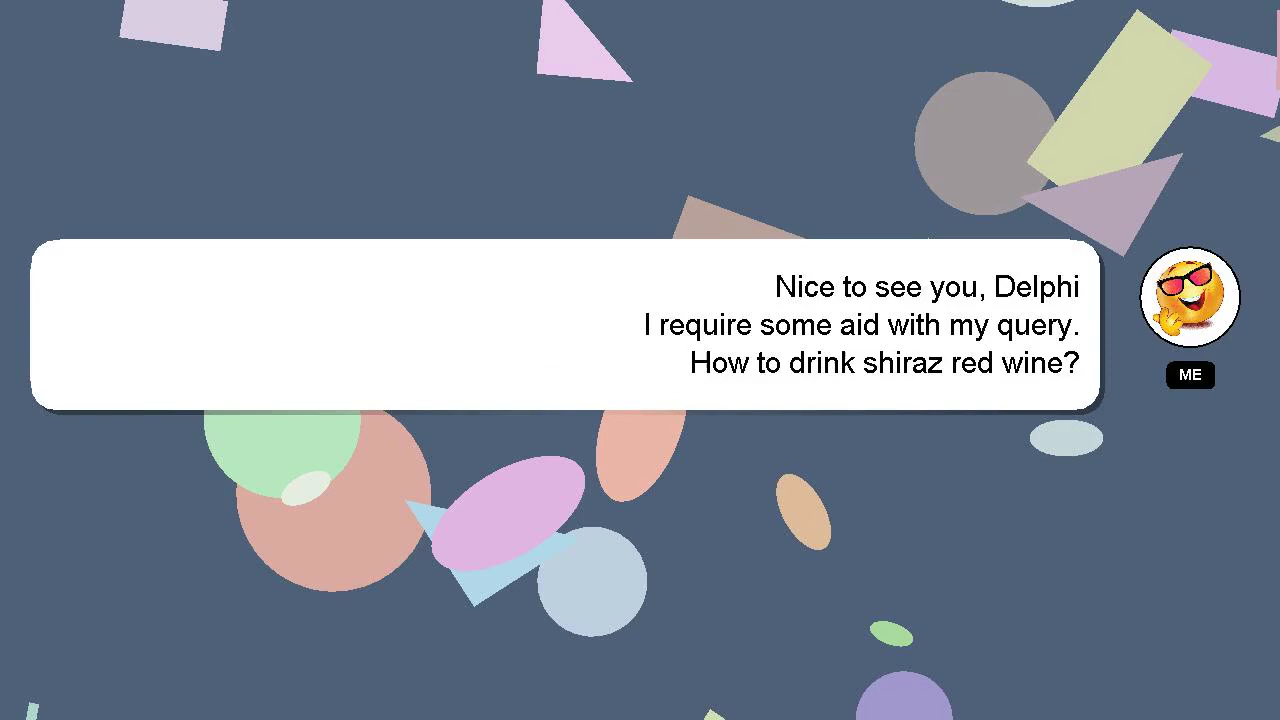 Nice to see you, Delphi
I require some aid with my query.
How to drink shiraz red wine?
ME